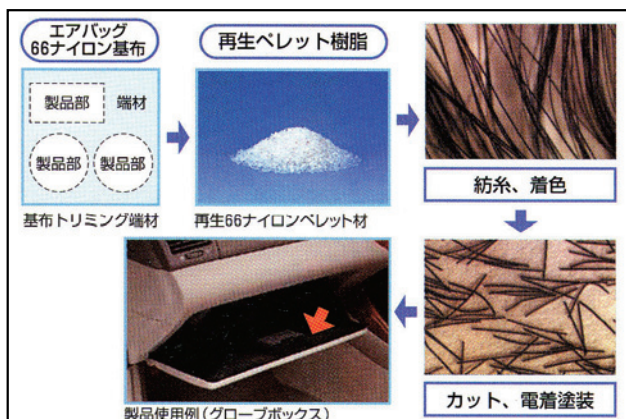 エアバッグ
66ナイロン基布
再生ペレット樹脂
製品部
端材
製品部
製品部
基布トリミング端材
再生66ナイロンペレット材
紡糸、着色
カット、電着塗装
製品使用例(グローブボックス)